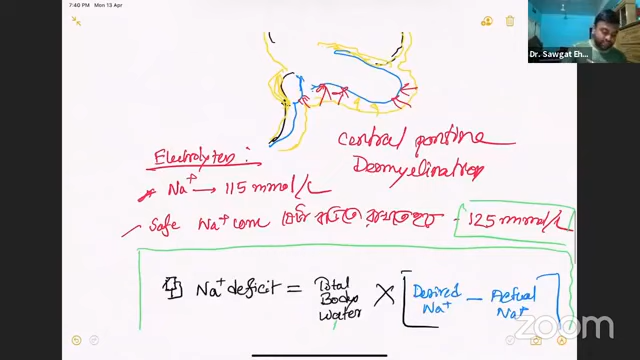 7:40 PM Mon 13 Apr
Dr. Sawgat Eh...
central pontine
Demyelination
Electrolytes:
Na⁺ → 115 mmol/L
Safe Na⁺ conc - 125 mmol/L
Na⁺ deficit = Total Body Water × [Desired Na⁺ - Actual Na⁺]
zoom